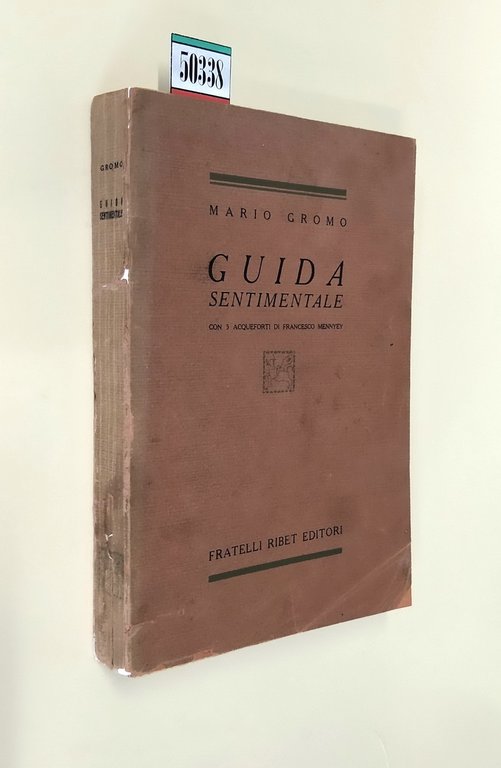 50338
GROMO
GUIDA
SENTIMENTALE
MARIO GROMO
GUIDA
SENTIMENTALE
CON 3 ACQUEFORTI DI FRANCESCO MENNYEY
FRATELLI RIBET EDITORI